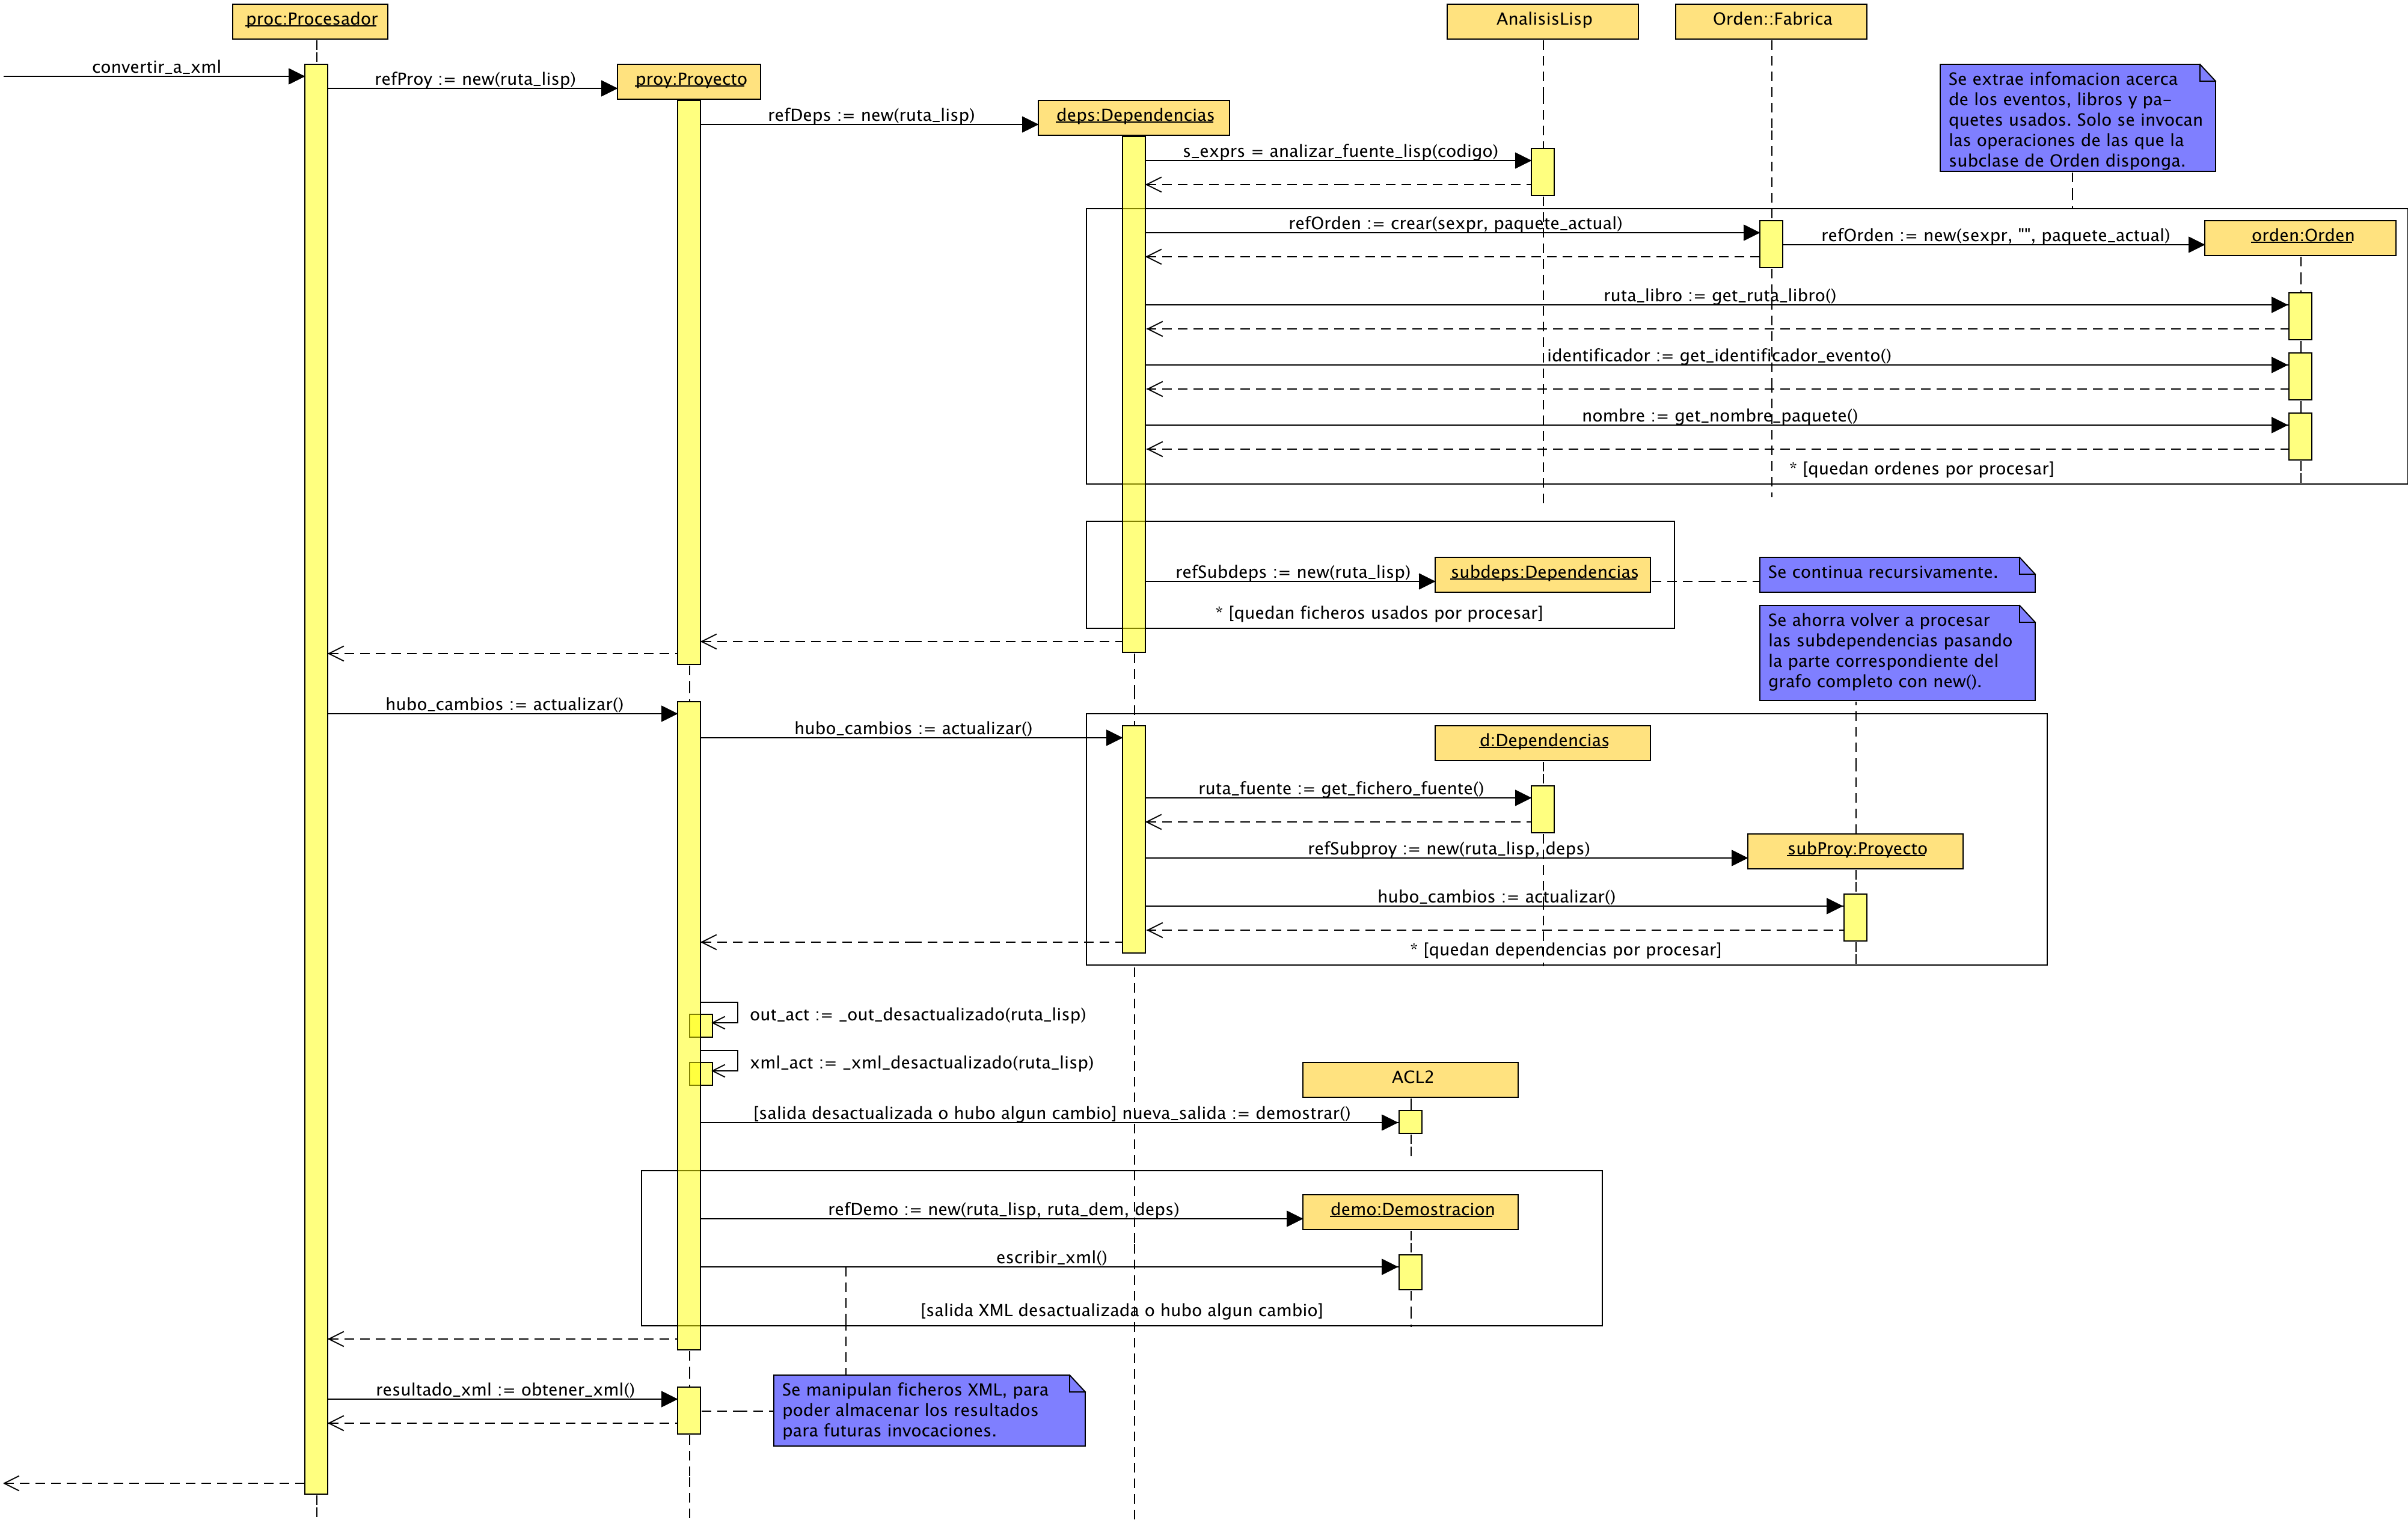 proc:Procesador
AnalisisLisp
Orden::Fabrica
convertir_a_xml
refProy := new(ruta_lisp)
proy:Proyecto
Se extrae infomacion acerca
de los eventos, libros y pa-
quetes usados. Solo se invocan
las operaciones de las que la
subclase de Orden disponga.
refDeps := new(ruta_lisp)
deps:Dependencias
s_exprs = analizar_fuente_lisp(codigo)
refOrden := crear(sexpr, paquete_actual)
refOrden := new(sexpr, "", paquete_actual)
orden:Orden
ruta_libro := get_ruta_libro()
identificador := get_identificador_evento()
nombre := get_nombre_paquete()
* [quedan ordenes por procesar]
refSubdeps := new(ruta_lisp)
subdeps:Dependencias
Se continua recursivamente.
* [quedan ficheros usados por procesar]
Se ahorra volver a procesar
las subdependencias pasando
la parte correspondiente del
grafo completo con new().
hubo_cambios := actualizar()
hubo_cambios := actualizar()
d:Dependencias
ruta_fuente := get_fichero_fuente()
refSubproy := new(ruta_lisp, deps)
subProy:Proyecto
hubo_cambios := actualizar()
* [quedan dependencias por procesar]
out_act := _out_desactualizado(ruta_lisp)
xml_act := _xml_desactualizado(ruta_lisp)
ACL2
[salida desactualizada o hubo algun cambio] nueva_salida := demostrar()
refDemo := new(ruta_lisp, ruta_dem, deps)
demo:Demostracion
escribir_xml()
[salida XML desactualizada o hubo algun cambio]
resultado_xml := obtener_xml()
Se manipulan ficheros XML, para
poder almacenar los resultados
para futuras invocaciones.